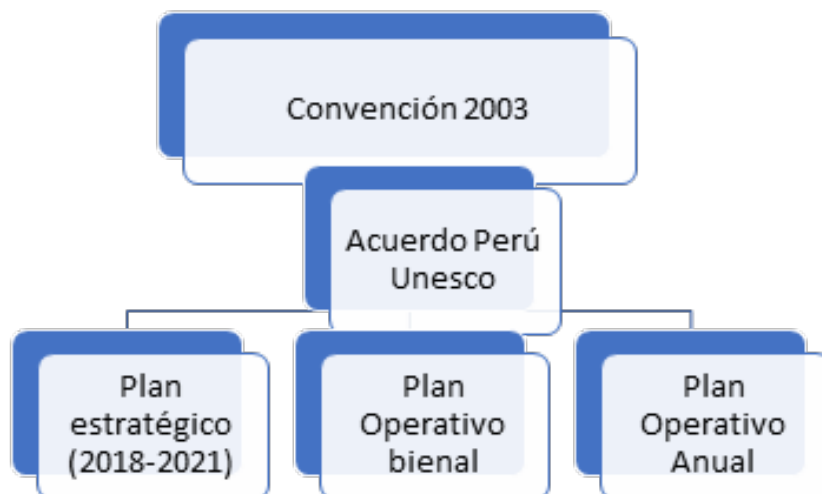 Convención 2003
Acuerdo Perú
Unesco
Plan
estratégico
(2018-2021)
Plan
Operativo
bienal
Plan
Operativo
Anual